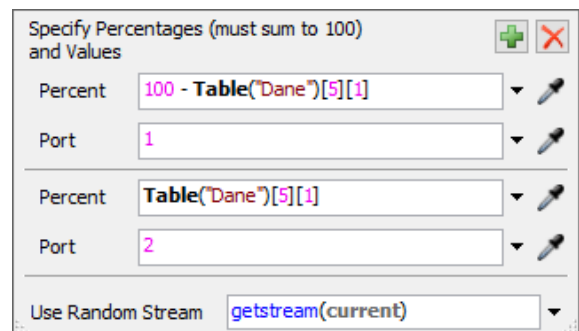 Specify Percentages (must sum to 100)
and Values
Percent 100 - Table("Dane")[5][1]
Port 1
Percent Table("Dane")[5][1]
Port 2
Use Random Stream getstream(current)